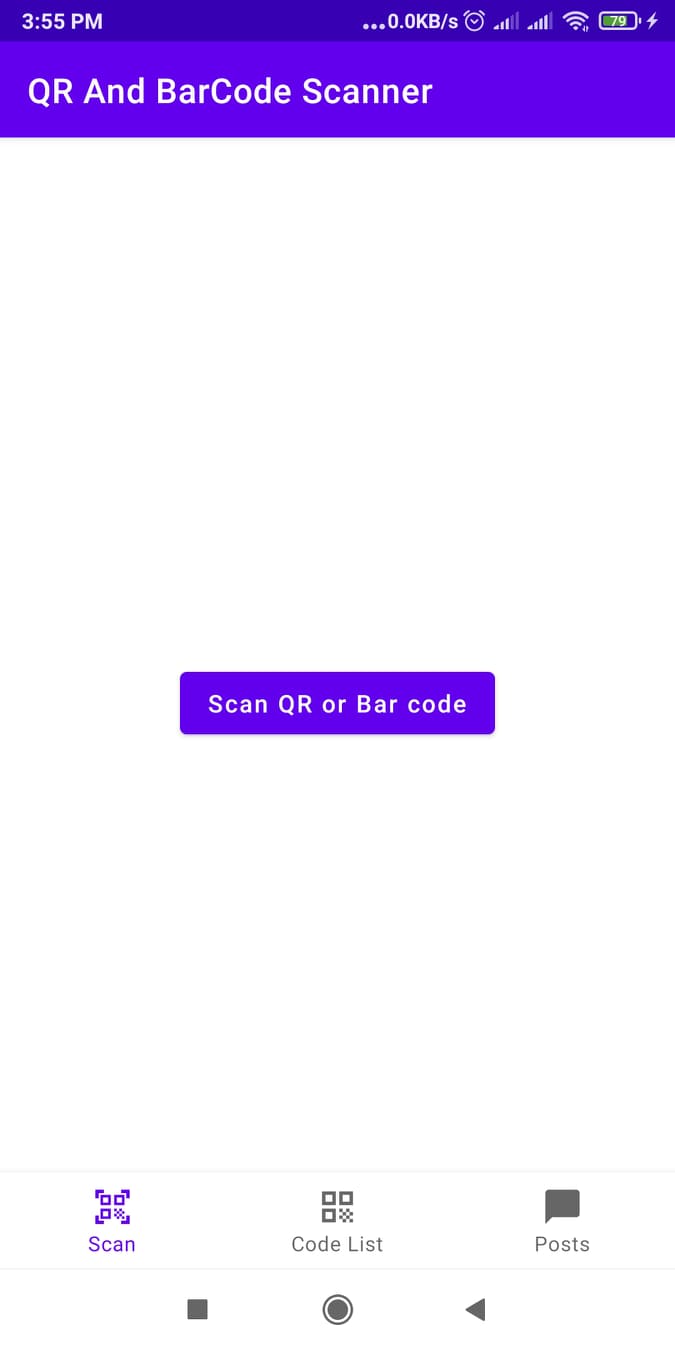 3:55 PM
...0.0KB/s
79
QR And BarCode Scanner
Scan QR or Bar code
Scan
Code List
Posts